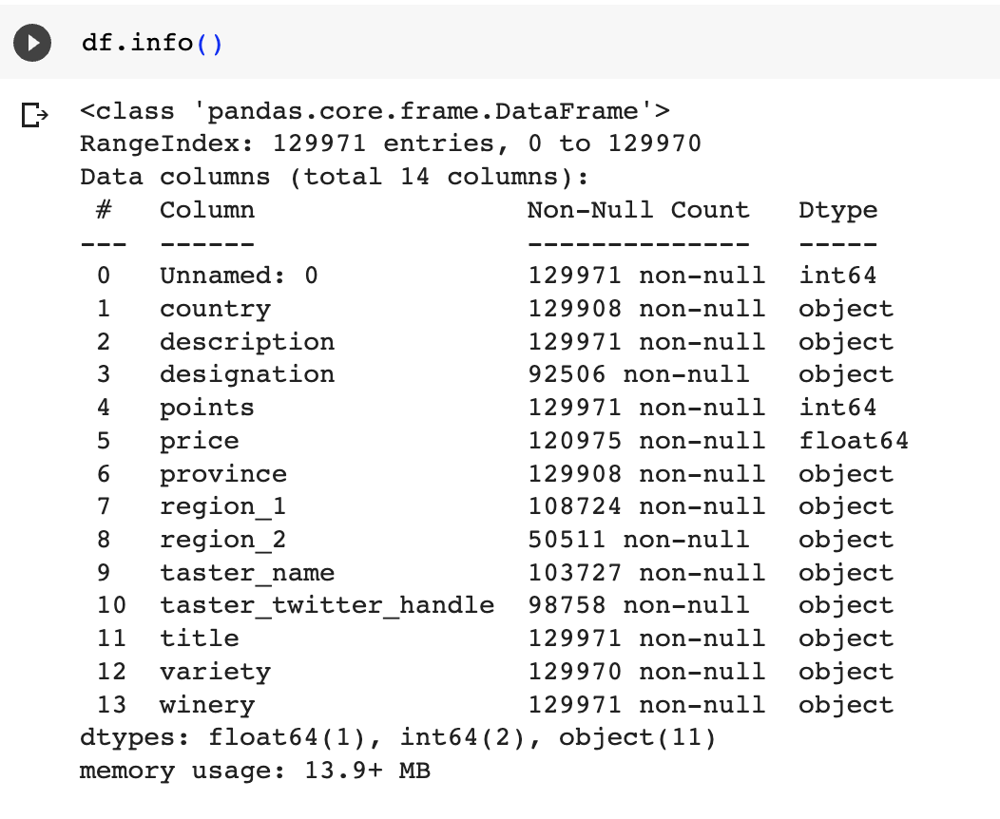 df.info()
<class 'pandas.core.frame.DataFrame'>
RangeIndex: 129971 entries, 0 to 129970
Data columns (total 14 columns):
 #   Column                 Non-Null Count   Dtype
---  ------                 --------------   -----
 0   Unnamed: 0             129971 non-null  int64
 1   country                129908 non-null  object
 2   description            129971 non-null  object
 3   designation            92506 non-null   object
 4   points                 129971 non-null  int64
 5   price                  120975 non-null  float64
 6   province               129908 non-null  object
 7   region_1               108724 non-null  object
 8   region_2               50511 non-null   object
 9   taster_name            103727 non-null  object
 10  taster_twitter_handle  98758 non-null   object
 11  title                  129971 non-null  object
 12  variety                129970 non-null  object
 13  winery                 129971 non-null  object
dtypes: float64(1), int64(2), object(11)
memory usage: 13.9+ MB